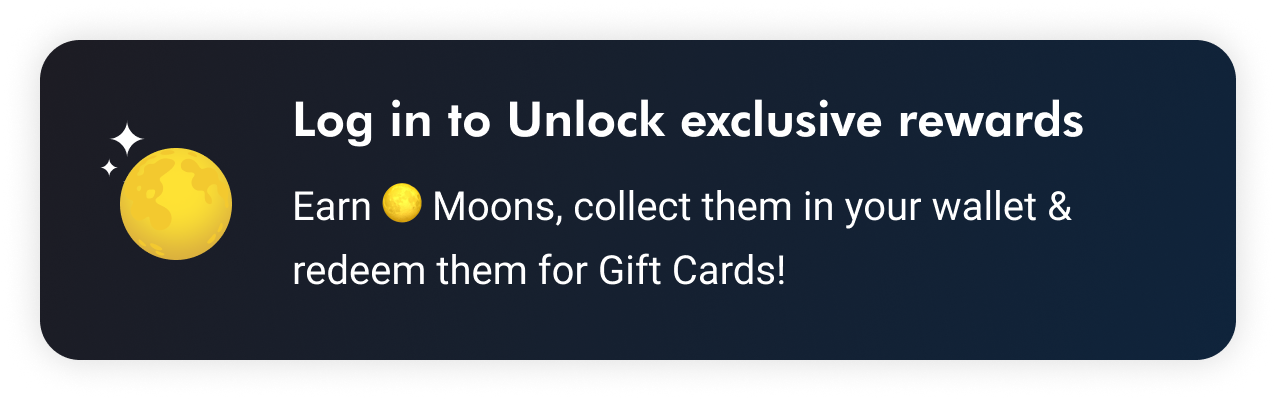 Log in to Unlock exclusive rewards
Earn 🌕 Moons, collect them in your wallet &
redeem them for Gift Cards!